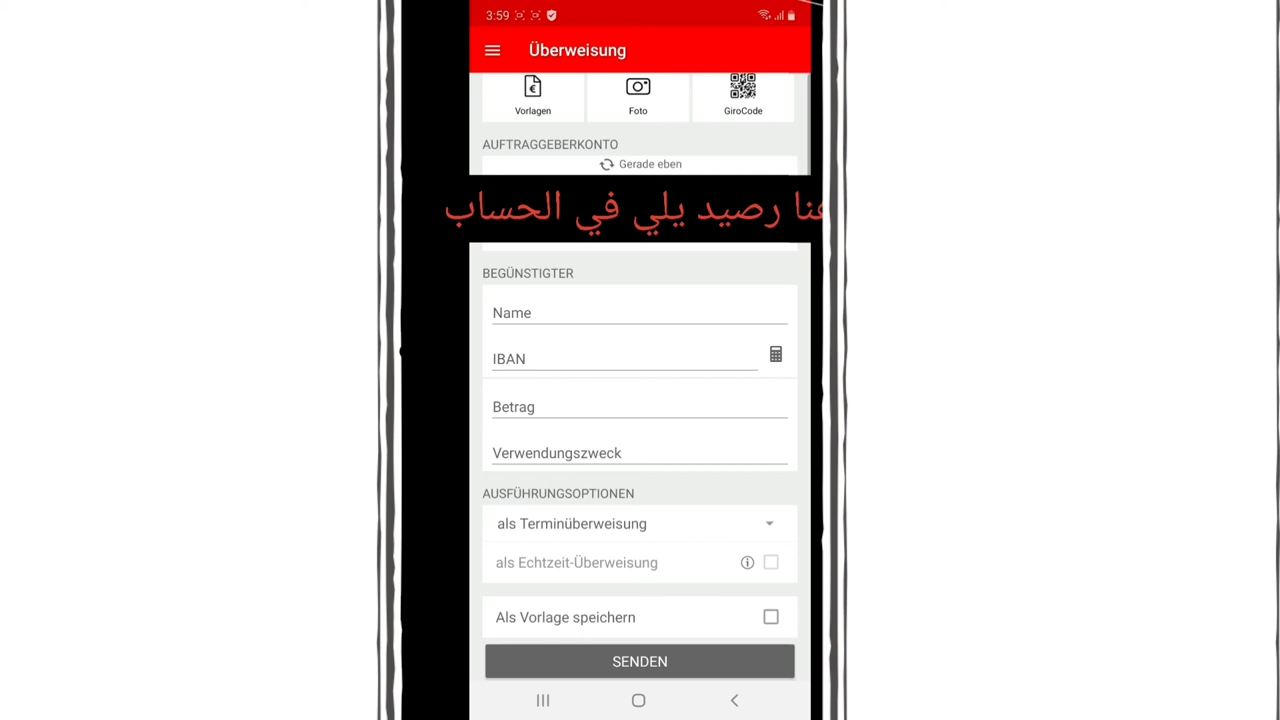 3:59
Überweisung
Vorlagen
Foto
GiroCode
AUFTRAGGEBERKONTO
Gerade eben
رصيد يلي في الحساب
BEGÜNSTIGTER
Name
IBAN
Betrag
Verwendungszweck
AUSFÜHRUNGSOPTIONEN
als Terminüberweisung
als Echtzeit-Überweisung
Als Vorlage speichern
SENDEN